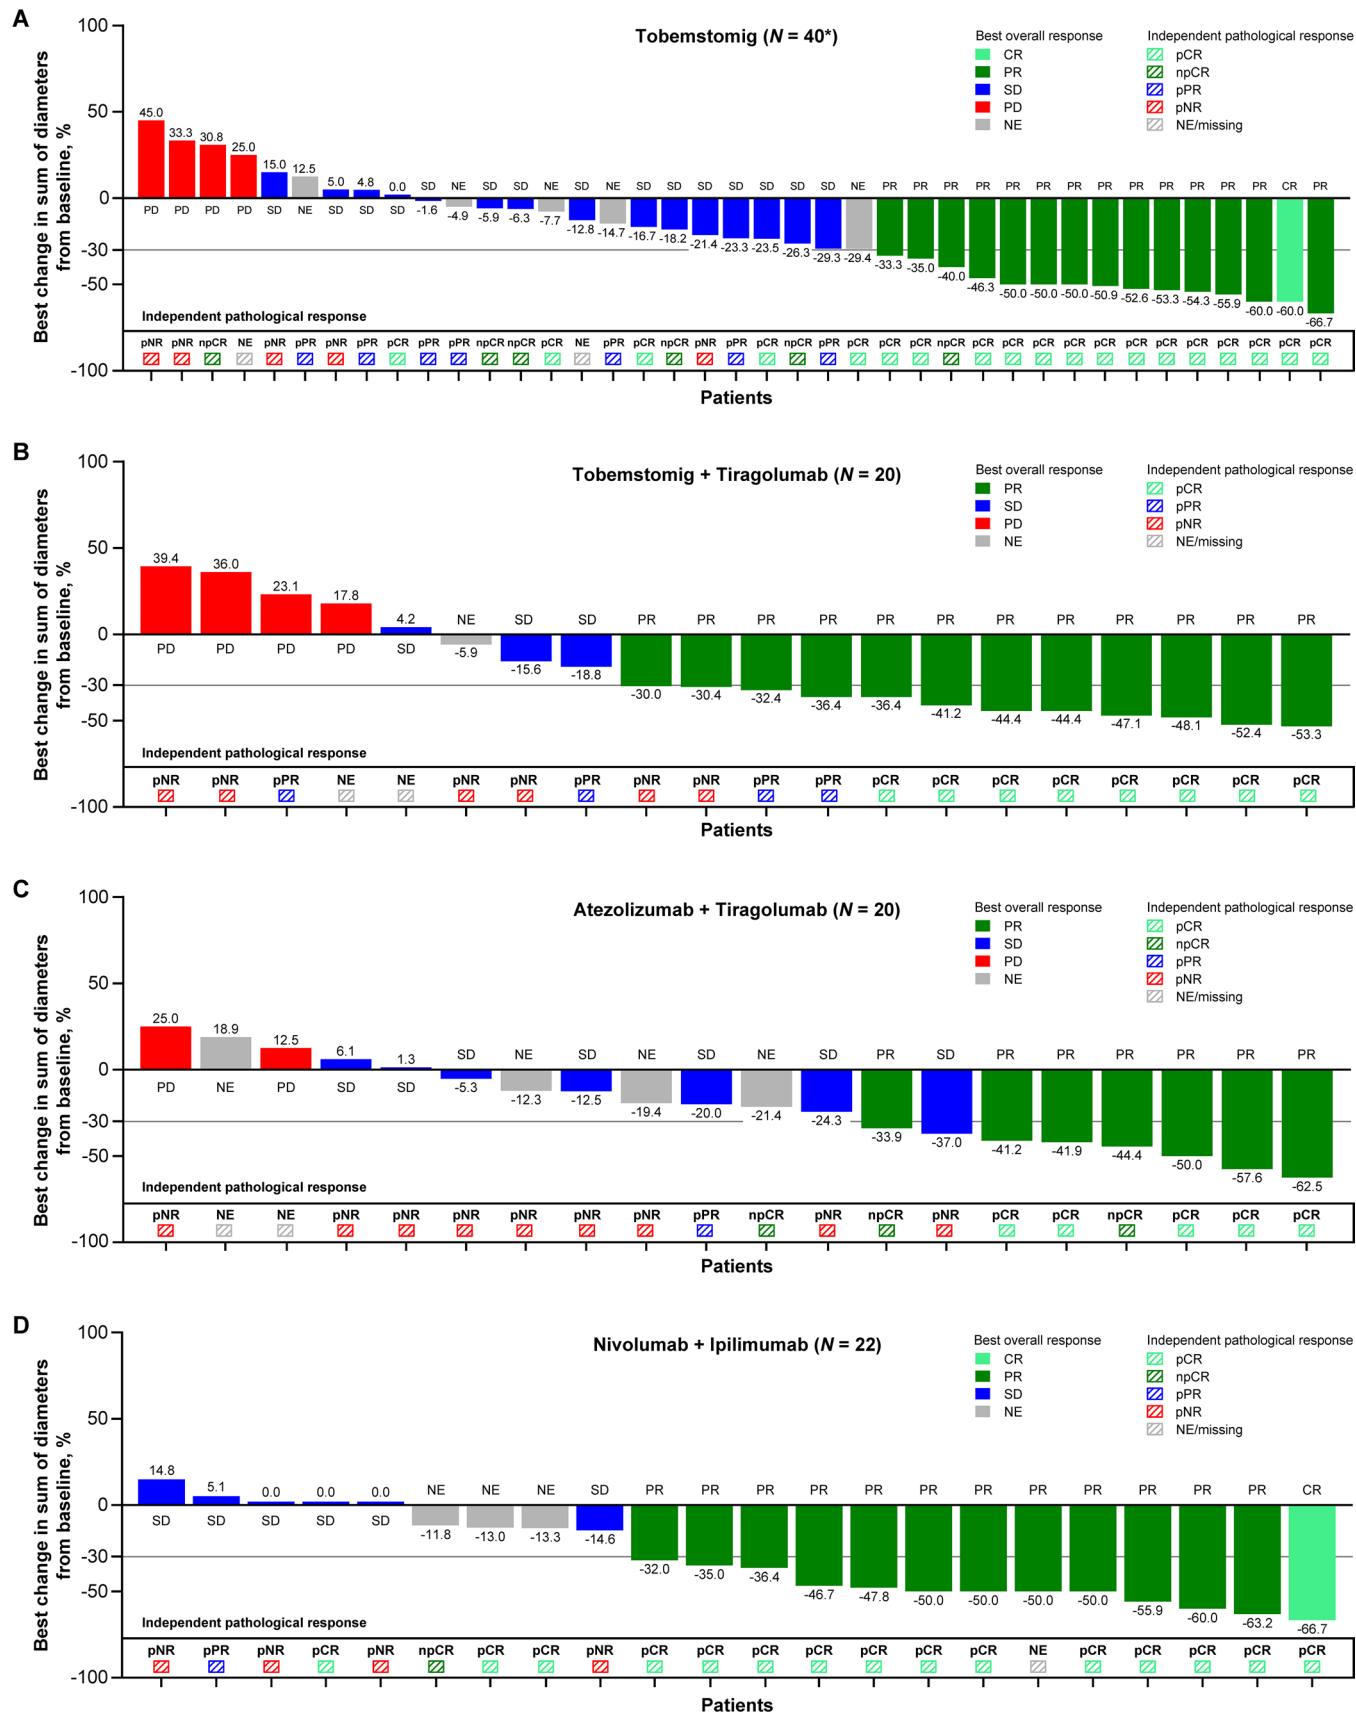 A
Tobemstomig (N = 40*)
Best change in sum of diameters
from baseline, %
100
50
0
-30
-50
-100
Best overall response
CR
PR
SD
PD
NE
Independent pathological response
pCR
npCR
pPR
pNR
NE/missing
45.0 33.3 30.8 25.0 15.0 12.5 5.0 4.8 0.0 SD NE SD SD NE SD NE SD SD SD SD SD SD SD NE PR PR PR PR PR PR PR PR PR PR PR PR PR CR PR
PD PD PD PD SD NE SD SD SD -1.6 -4.9 -5.9 -6.3 -7.7 -12.8 -14.7 -16.7 -18.2 -21.4 -23.3 -23.5 -26.3 -29.3 -29.4 -33.3 -35.0 -40.0 -46.3 -50.0 -50.0 -50.0 -50.9 -52.6 -53.3 -54.3 -55.9 -60.0 -60.0 -66.7
Independent pathological response
pNR pNR npCR NE pNR pPR pNR pPR pCR pPR pPR npCR npCR pCR NE pPR pCR npCR pNR pPR pCR npCR pPR pCR pCR pCR npCR pCR pCR pCR pCR pCR pCR pCR pCR pCR pCR pCR pCR
Patients
B
Tobemstomig + Tiragolumab (N = 20)
Best change in sum of diameters
from baseline, %
100
50
0
-30
-50
-100
Best overall response
PR
SD
PD
NE
Independent pathological response
pCR
pPR
pNR
NE/missing
39.4 36.0 23.1 17.8 4.2 NE SD SD PR PR PR PR PR PR PR PR PR PR PR PR
PD PD PD PD SD -5.9 -15.6 -18.8 -30.0 -30.4 -32.4 -36.4 -36.4 -41.2 -44.4 -44.4 -47.1 -48.1 -52.4 -53.3
Independent pathological response
pNR pNR pPR NE NE pNR pNR pPR pNR pNR pPR pPR pCR pCR pCR pCR pCR pCR pCR pCR
Patients
C
Atezolizumab + Tiragolumab (N = 20)
Best change in sum of diameters
from baseline, %
100
50
0
-30
-50
-100
Best overall response
PR
SD
PD
NE
Independent pathological response
pCR
npCR
pPR
pNR
NE/missing
25.0 18.9 12.5 6.1 1.3 SD NE SD NE SD NE SD PR SD PR PR PR PR PR PR
PD NE PD SD SD -5.3 -12.3 -12.5 -19.4 -20.0 -21.4 -24.3 -33.9 -37.0 -41.2 -41.9 -44.4 -50.0 -57.6 -62.5
Independent pathological response
pNR NE NE pNR pNR pNR pNR pNR pNR pPR npCR pNR npCR pNR pCR pCR npCR pCR pCR pCR
Patients
D
Nivolumab + Ipilimumab (N = 22)
Best change in sum of diameters
from baseline, %
100
50
0
-30
-50
-100
Best overall response
CR
PR
SD
NE
Independent pathological response
pCR
npCR
pPR
pNR
NE/missing
14.8 5.1 0.0 0.0 0.0 NE NE NE SD PR PR PR PR PR PR PR PR PR PR PR PR CR
SD SD SD SD SD -11.8 -13.0 -13.3 -14.6 -32.0 -35.0 -36.4 -46.7 -47.8 -50.0 -50.0 -50.0 -50.0 -55.9 -60.0 -63.2 -66.7
Independent pathological response
pNR pPR pNR pCR pNR npCR pCR pCR pNR pCR pCR pCR pCR pCR pCR pCR NE pCR pCR pCR pCR pCR
Patients